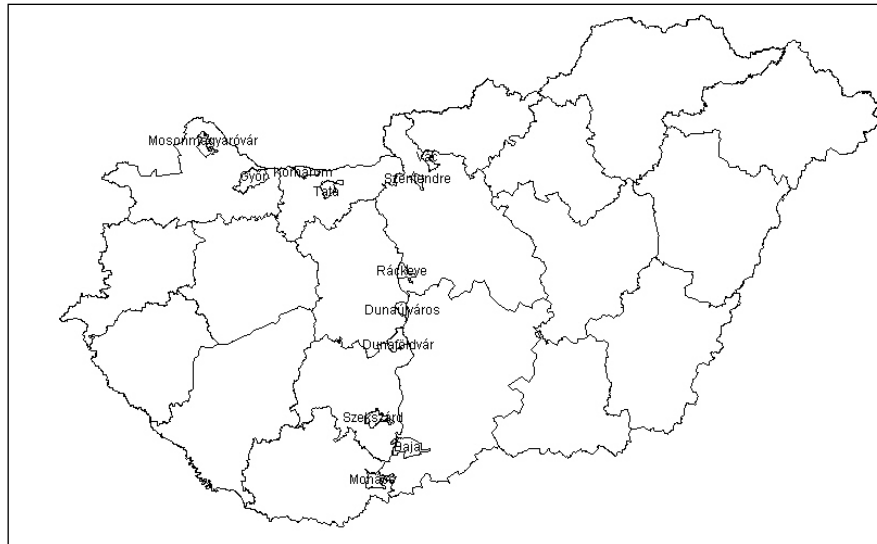 Mosonmagyaróvár
Vác
Győr
Komárom
Szentendre
Tata
Ráckeve
Dunaújváros
Dunaföldvár
Szekszárd
Baja
Mohács